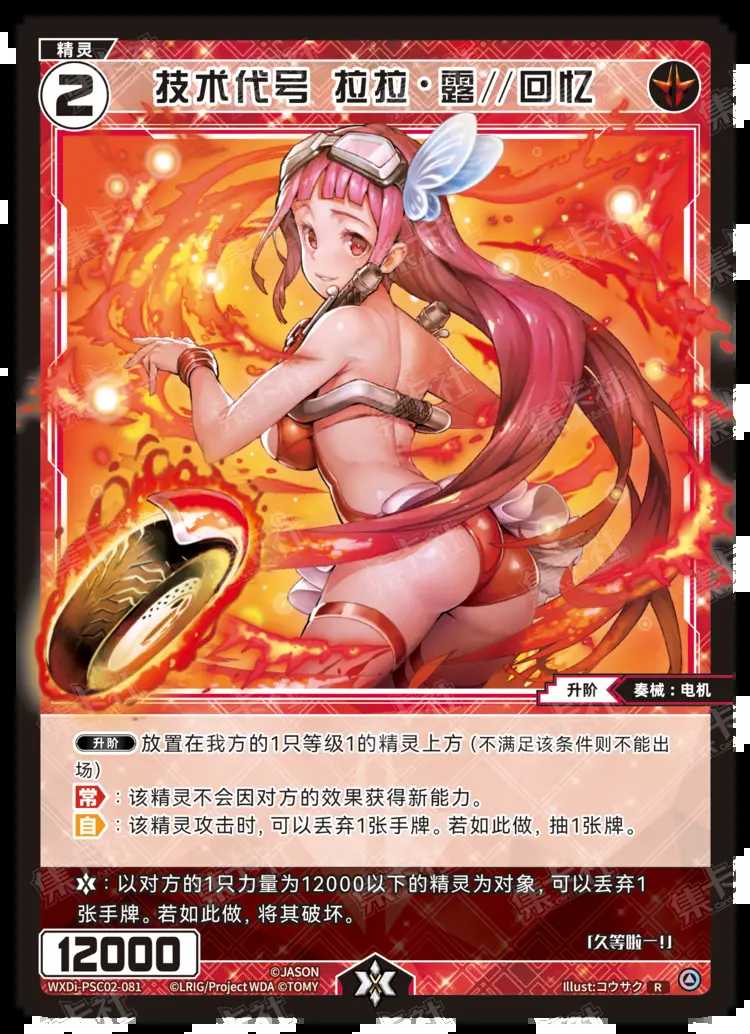 精灵
2
技术代号 拉拉·露//回忆
升阶 奏械：电机
升阶 放置在我方的1只等级1的精灵上方（不满足该条件则不能出
场）
常：该精灵不会因对方的效果获得新能力。
自：该精灵攻击时，可以丢弃1张手牌。若如此做，抽1张牌。
：以对方的1只力量为12000以下的精灵为对象，可以丢弃1
张手牌。若如此做，将其破坏。
「久等啦—!」
12000
©JASON
WXDi-PSC02-081 ©LRIG/Project WDA ©TOMY
Illust:コウサク R
集卡社